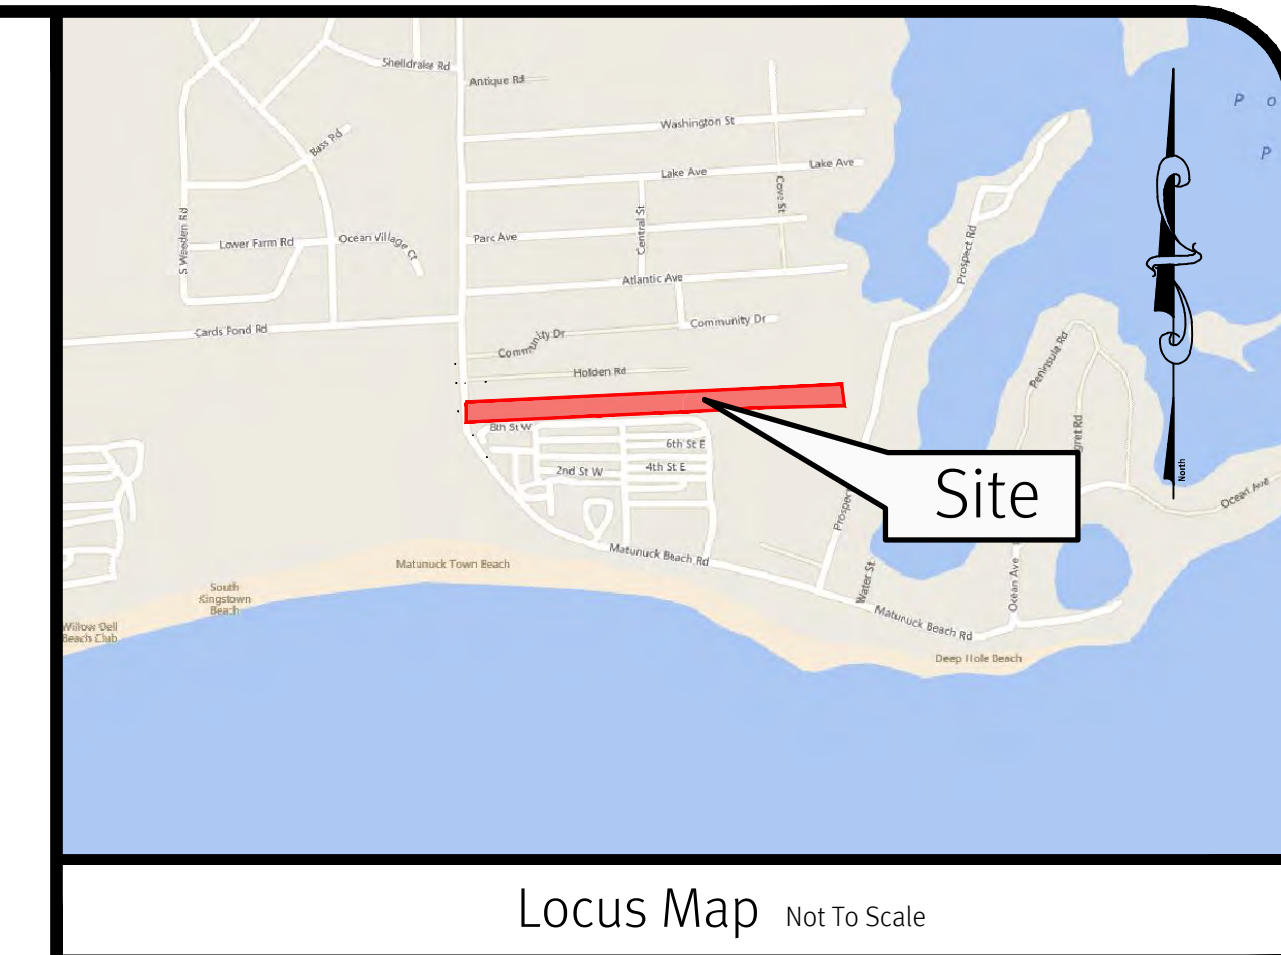 Shelldrake Rd
Antique Rd
P o
Washington St
Bass Rd
P
Lake Ave
Lake Ave
Cove St
S Weeden Rd
Central St
Lower Farm Rd
Ocean Village Ct
Parc Ave
Prospect Rd
Atlantic Ave
Cards Pond Rd
Community Dr
Community Dr
Peninsula Rd
Holden Rd
8th St W
gret Rd
6th St E
2nd St W
4th St E
North
Site
Ocean Ave
Prospec
Matunuck Beach Rd
Matunuck Town Beach
Water St
Ocean Ave
South
Kingstown
Beach
Matunuck Beach Rd
Willow Dell
Beach Club
Deep Hole Beach
Locus Map Not To Scale